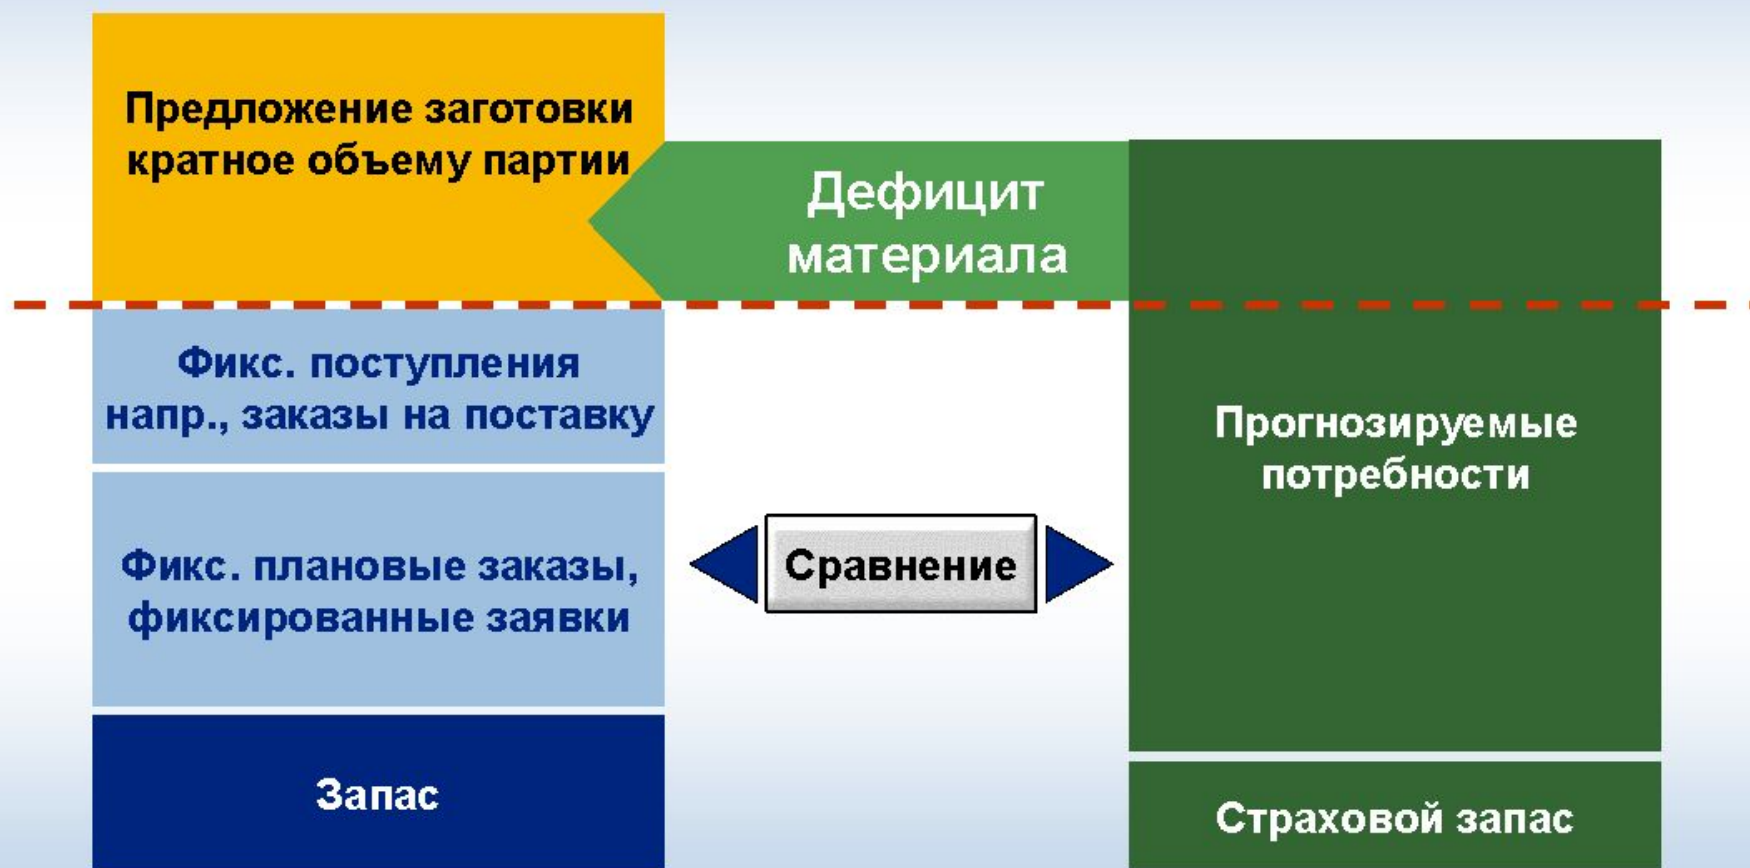 Предложение заготовки
кратное объему партии
Дефицит
материала
Фикс. поступления
напр., заказы на поставку
Прогнозируемые
потребности
Фикс. плановые заказы,
фиксированные заявки
Сравнение
Запас
Страховой запас